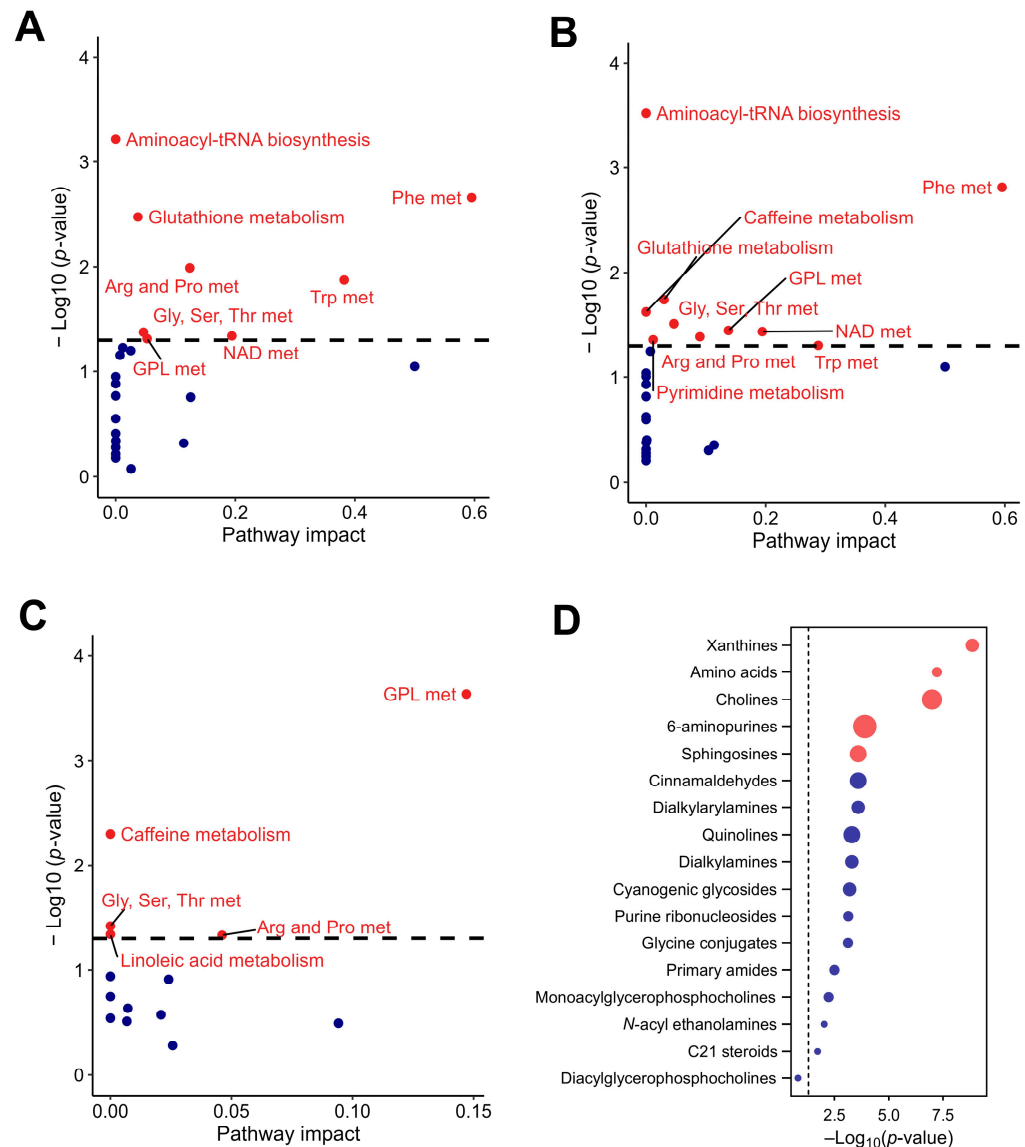 A
4
3
2
1
0
− Log10 (p-value)
Aminoacyl-tRNA biosynthesis
Phe met
Glutathione metabolism
Arg and Pro met
Trp met
Gly, Ser, Thr met
NAD met
GPL met
0.0
0.2
0.4
0.6
Pathway impact
B
4
3
2
1
0
− Log10 (p-value)
Aminoacyl-tRNA biosynthesis
Phe met
Caffeine metabolism
Glutathione metabolism
GPL met
Gly, Ser, Thr met
NAD met
Arg and Pro met
Trp met
Pyrimidine metabolism
0.0
0.2
0.4
0.6
Pathway impact
C
4
3
2
1
0
− Log10 (p-value)
GPL met
Caffeine metabolism
Gly, Ser, Thr met
Arg and Pro met
Linoleic acid metabolism
0.00
0.05
0.10
0.15
Pathway impact
D
Xanthines
Amino acids
Cholines
6-aminopurines
Sphingosines
Cinnamaldehydes
Dialkylarylamines
Quinolines
Dialkylamines
Cyanogenic glycosides
Purine ribonucleosides
Glycine conjugates
Primary amides
Monoacylglycerophosphocholines
N-acyl ethanolamines
C21 steroids
Diacylglycerophosphocholines
2.5
5.0
7.5
−Log10(p-value)